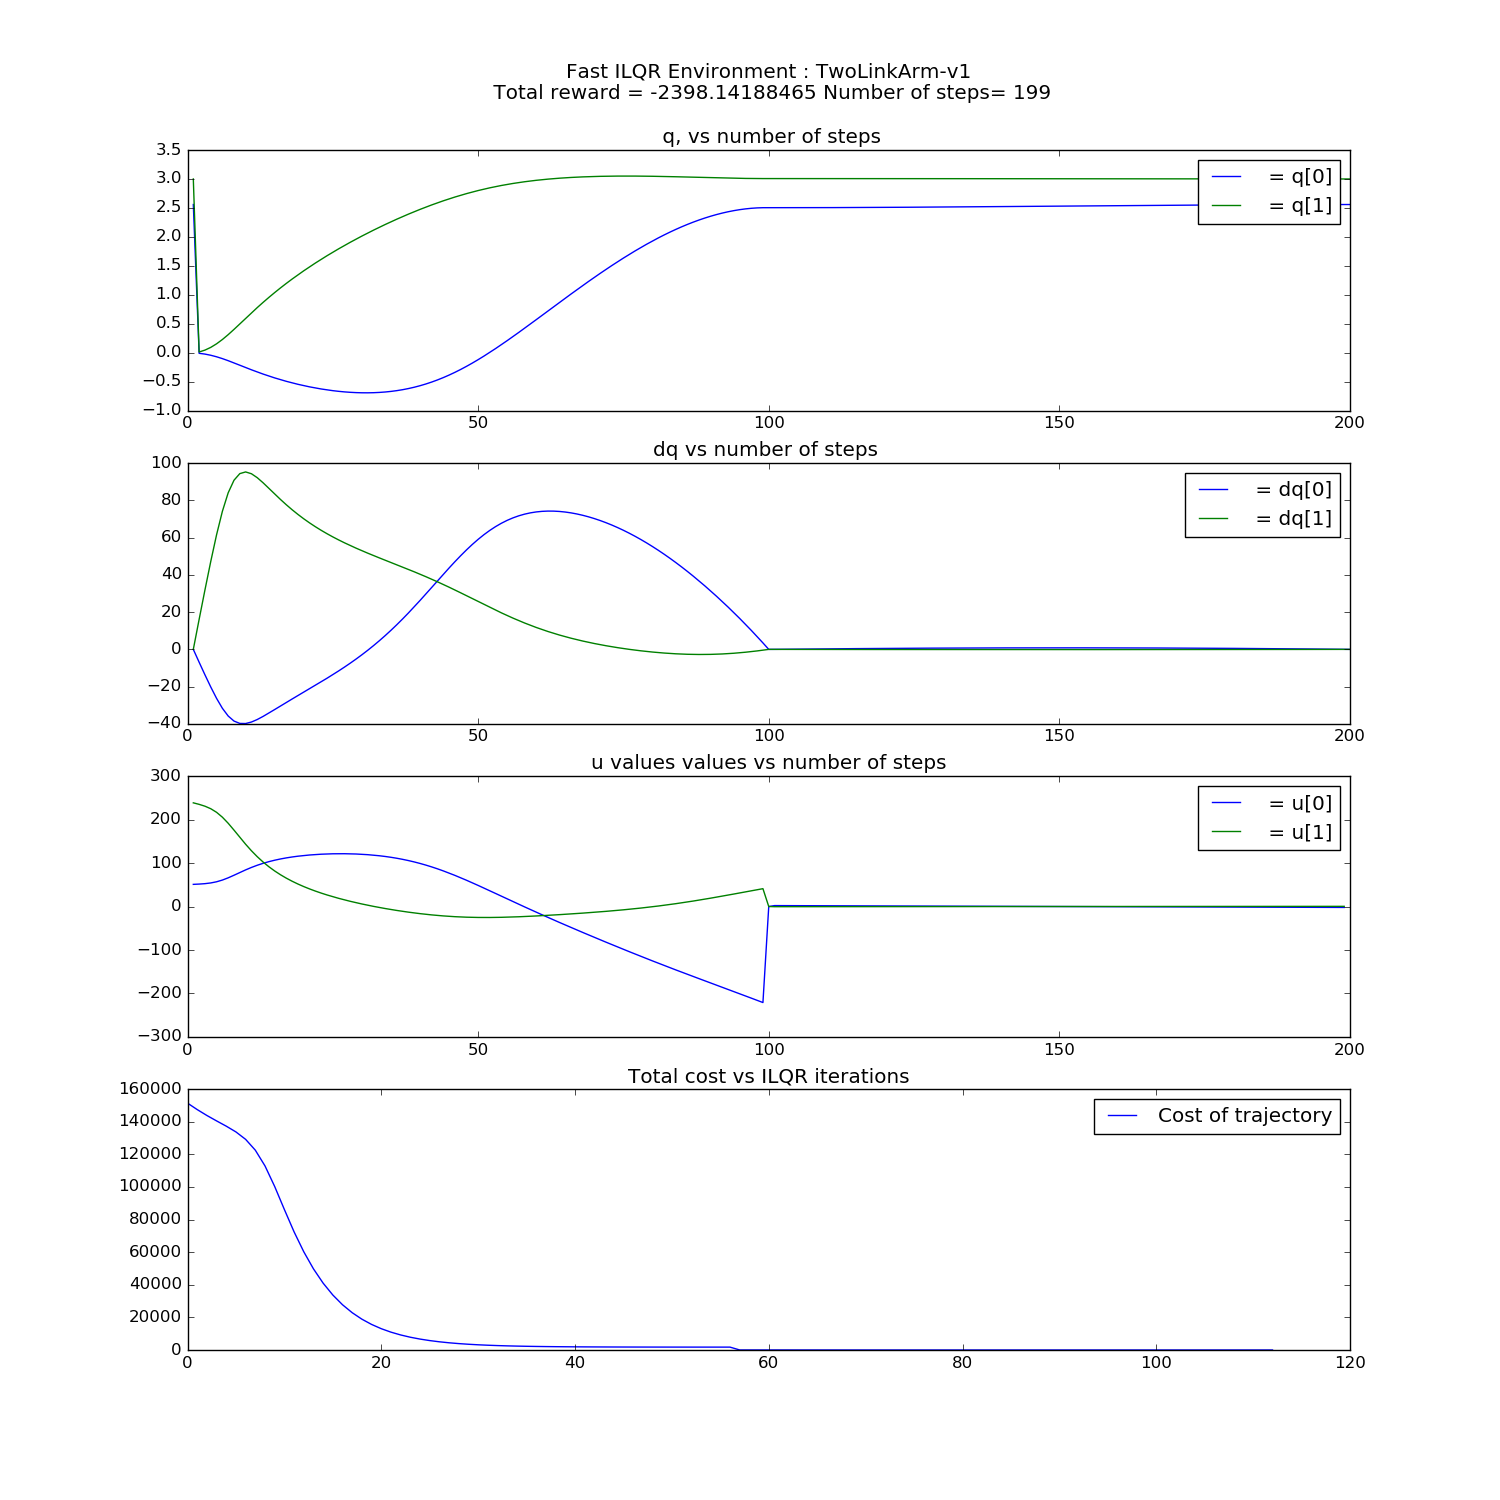 Fast ILQR Environment : TwoLinkArm-v1
Total reward = -2398.14188465 Number of steps= 199
q, vs number of steps
3.5
3.0
2.5
2.0
1.5
1.0
0.5
0.0
−0.5
−1.0
0 50 100 150 200
= q[0]
= q[1]
dq vs number of steps
100
80
60
40
20
0
−20
−40
0 50 100 150 200
= dq[0]
= dq[1]
u values values vs number of steps
300
200
100
0
−100
−200
−300
0 50 100 150 200
= u[0]
= u[1]
Total cost vs ILQR iterations
160000
140000
120000
100000
80000
60000
40000
20000
0
0 20 40 60 80 100 120
Cost of trajectory